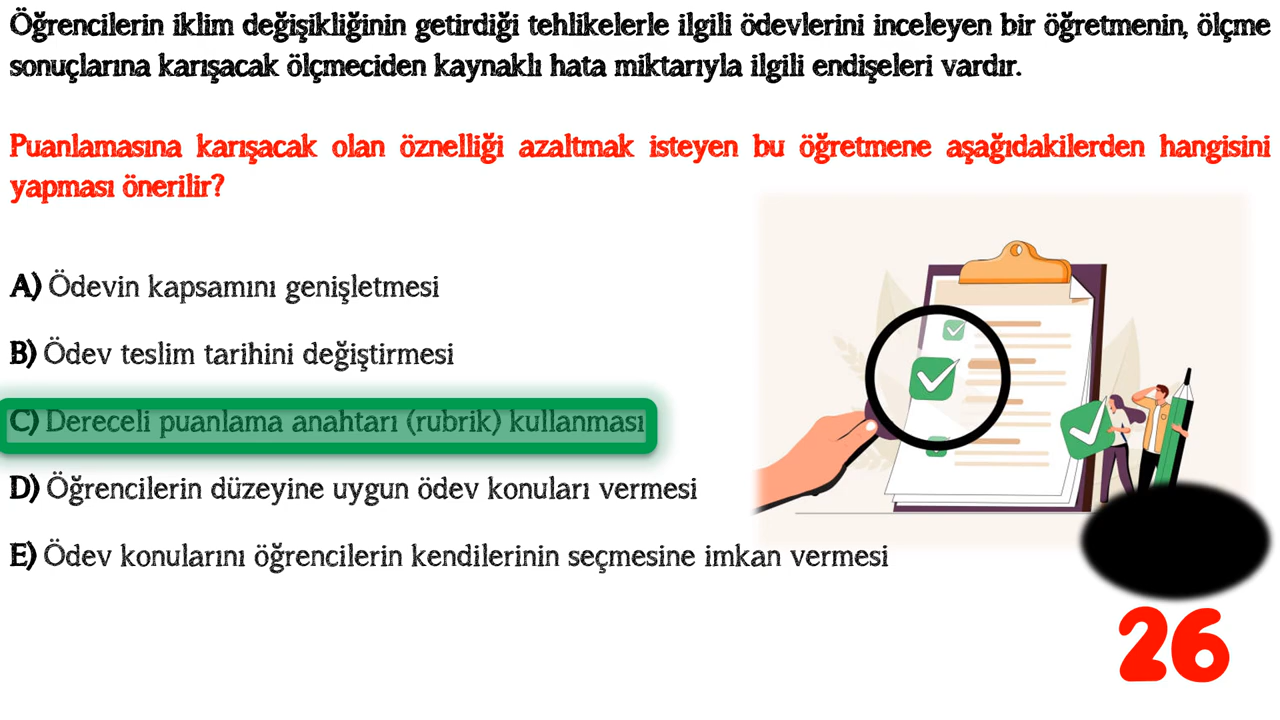 Öğrencilerin iklim değişikliğinin getirdiği tehlikelerle ilgili ödevlerini inceleyen bir öğretmenin, ölçme
sonuçlarına karışacak ölçmeciden kaynaklı hata miktarıyla ilgili endişeleri vardır.
Puanlamasına karışacak olan öznelliği azaltmak isteyen bu öğretmene aşağıdakilerden hangisini
yapması önerilir?
A) Ödevin kapsamını genişletmesi
B) Ödev teslim tarihini değiştirmesi
C) Dereceli puanlama anahtarı (rubrik) kullanması
D) Öğrencilerin düzeyine uygun ödev konuları vermesi
E) Ödev konularını öğrencilerin kendilerinin seçmesine imkan vermesi
26